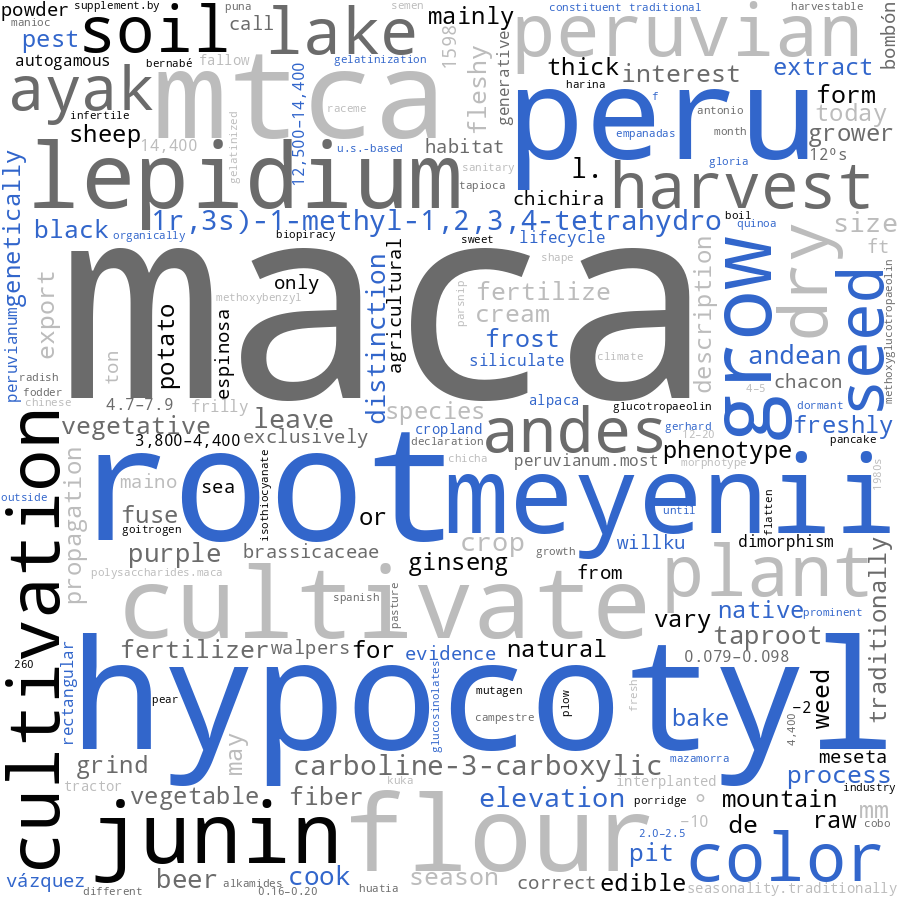 powder
supplement.by
puna
semen
constituent traditional
harvestable
manioc
call
lake
mainly
peruvian
bombón
pest
soil
1598
generative
autogamous
bernabé
fallow
gelatinization
fleshy
thick
interest
extract
ayak
mtca
12,500–14,400
raceme
harina
peru
form
infertile
gelatinized
f
antonio
today
sheep
14,400
u.s.-based
habitat
empanadas
month
grower
lepidium
sanitary
gloria
12ºs
tapioca
l.
harvest
chichira
peruvianumgenetically
black
organically
1r,3s)-1-methyl-1,2,3,4-tetrahydro
boil
quinoa
biopiracy
sweet
lifecycle
size
ft
maca
only
agricultural
shape
description
grow
dry
seed
methoxyglucotropaeolin
export
methoxybenzyl
distinction
parsnip
fertilize
cream
potato
espinosa
frost
siliculate
climate
andean
ton
radish
fodder
chinese
4.7–7.9
frilly
alpaca
glucotropaeolin
4–5
chacon
dormant
vegetative
leave
species
cropland
declaration
andes
gerhard
12–20
freshly
3,800–4,400
exclusively
pancake
cultivation
propagation
root
chicha
peruvianum.most
phenotype
morphotype
1980s
maino
sea
isothiocyanate
meyenii
outside
fuse
goitrogen
or
until
flatten
purple
brassicaceae
crop
growth
willku
dimorphism
ginseng
from
plant
polysaccharides.maca
cultivate
spanish
pasture
vary
native
prominent
traditionally
taproot
fertilizer
walpers
for
evidence
natural
0.079–0.098
260
rectangular
hypocotyl
pear
glucosinolates
mutagen
campestre
plow
fresh
bake
4,400
−2
weed
grind
may
carboline-3-carboxylic
mazamorra
meseta
tractor
kuka
interplanted
process
industry
vegetable
fiber
elevation
porridge
°
mountain
mm
junin
flour
−10
de
raw
cobo
2.0–2.5
pit
color
vázquez
different
beer
alkamides
0.16–0.20
cook
huatia
season
correct
edible
seasonality.traditionally